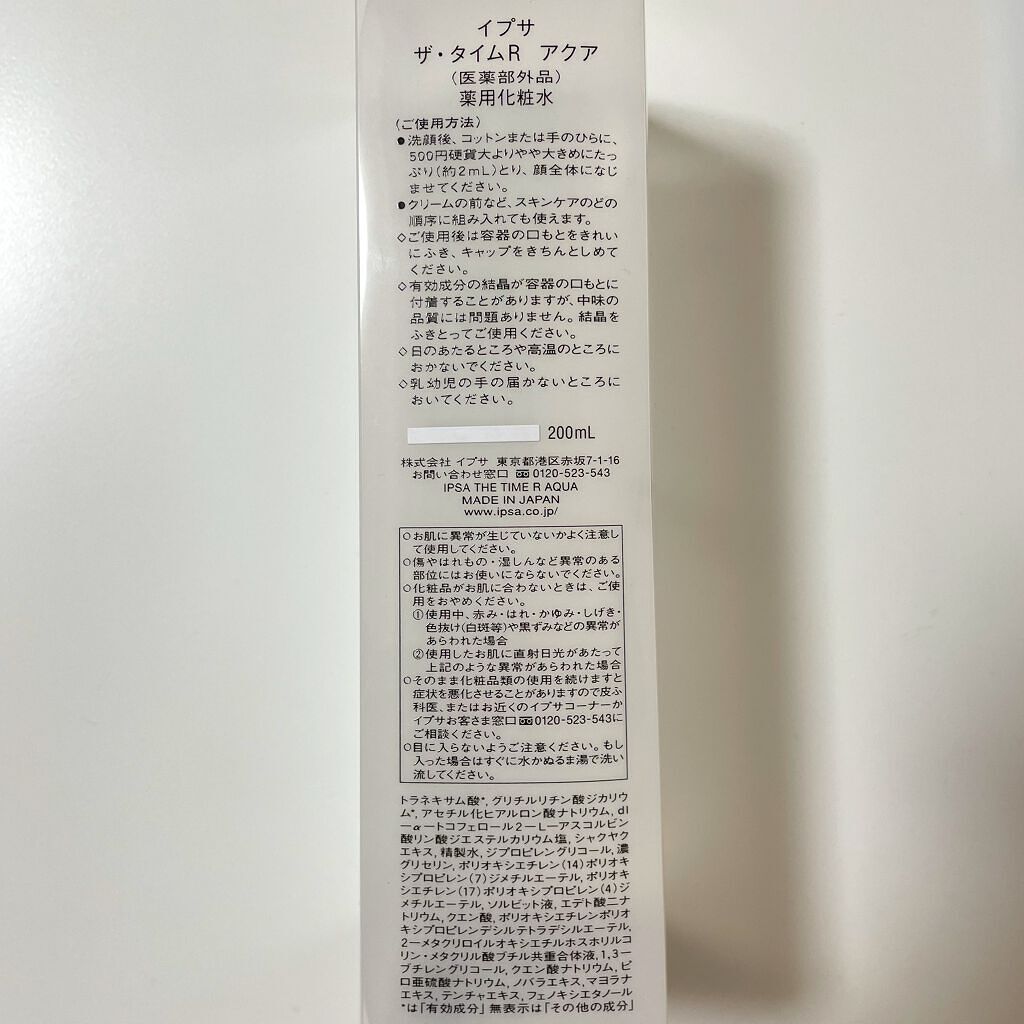 イプサ
ザ・タイムR アクア
(医薬部外品)
薬用化粧水
(ご使用方法)
●洗顔後、コットンまたは手のひらに、
500円硬貨大よりやや大きめにたっ
ぷり(約2mL)とり、顔全体になじ
ませてください。
●クリームの前など、スキンケアのどの
順序に組み入れても使えます。
◇ご使用後は容器の口もとをきれい
にふき、キャップをきちんとしめて
ください。
◇有効成分の結晶が容器の口もとに
付着することがありますが、中味の
品質には問題ありません。結晶を
ふきとってご使用ください。
◇日のあたるところや高温のところに
おかないでください。
◇乳幼児の手の届かないところに
おいてください。
200mL
株式会社 イプサ 東京都港区赤坂7-1-16
お問い合わせ窓口 0120-523-543
IPSA THE TIME R AQUA
MADE IN JAPAN
www.ipsa.co.jp/
○お肌に異常が生じていないかよく注意し
て使用してください。
○傷やはれもの・湿しんなど異常のある
部位にはお使いにならないでください。
○化粧品がお肌に合わないときは、ご使
用をおやめください。
①使用中、赤み・はれ・かゆみ・しげき・
色抜け(白斑等)や黒ずみなどの異常が
あらわれた場合
②使用したお肌に直射日光があたって
上記のような異常があらわれた場合
○そのまま化粧品類の使用を続けますと
症状を悪化させることがありますので皮ふ
科医、またはお近くのイプサコーナーか
イプサお客さま窓口 0120-523-543に
ご相談ください。
○目に入らないようご注意ください。もし
入った場合はすぐに水かぬるま湯で洗い
流してください。
トラネキサム酸*, グリチルリチン酸ジカリウ
ム*, アセチル化ヒアルロン酸ナトリウム, dl
ーαートコフェロール2ーLーアスコルビン
酸リン酸ジエステルカリウム塩, シャクヤク
エキス, 精製水, ジプロピレングリコール, 濃
グリセリン, ポリオキシエチレン(14)ポリオキ
シプロピレン(7)ジメチルエーテル, ポリオキ
シエチレン(17)ポリオキシプロピレン(4)ジ
メチルエーテル, ソルビット液, エデト酸二ナ
トリウム, クエン酸, ポリオキシエチレンポリオ
キシプロピレンデシルテトラデシルエーテル,
2ーメタクリロイルオキシエチルホスホリルコ
リン・メタクリル酸ブチル共重合体液, 1,3ー
ブチレングリコール, クエン酸ナトリウム, ピ
ロ亜硫酸ナトリウム, ノバラエキス, マヨラナ
エキス, テンチャエキス, フェノキシエタノール
*は「有効成分」無表示は「その他の成分」